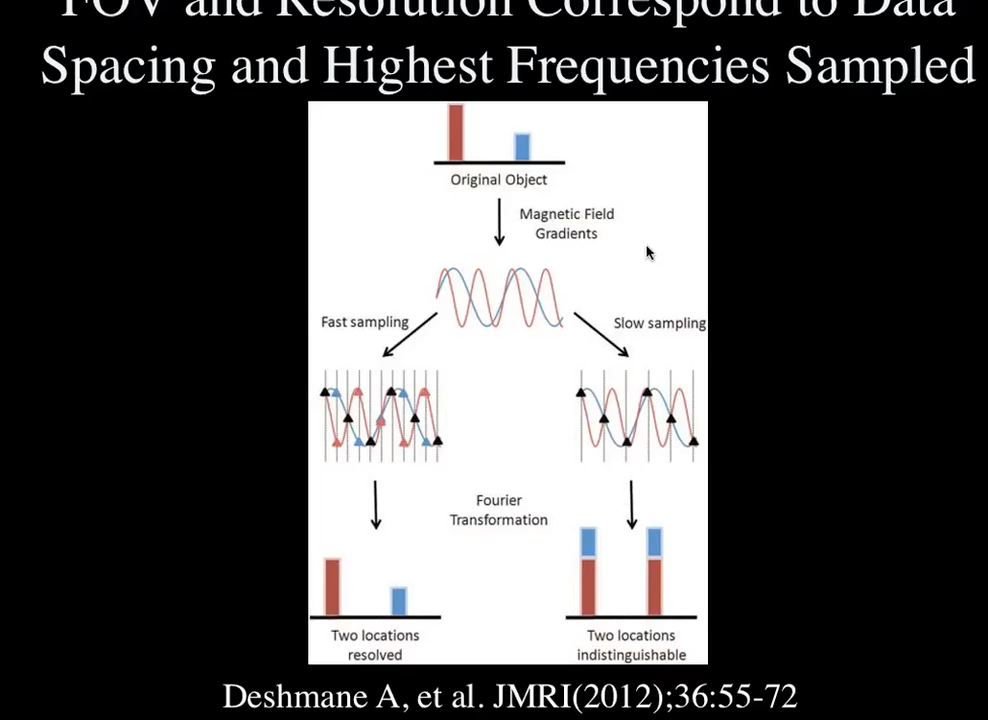 FOV and Resolution Correspond to Data
Spacing and Highest Frequencies Sampled
Original Object
Magnetic Field
Gradients
Fast sampling
Slow sampling
Fourier
Transformation
Two locations
resolved
Two locations
indistinguishable
Deshmane A, et al. JMRI(2012);36:55-72